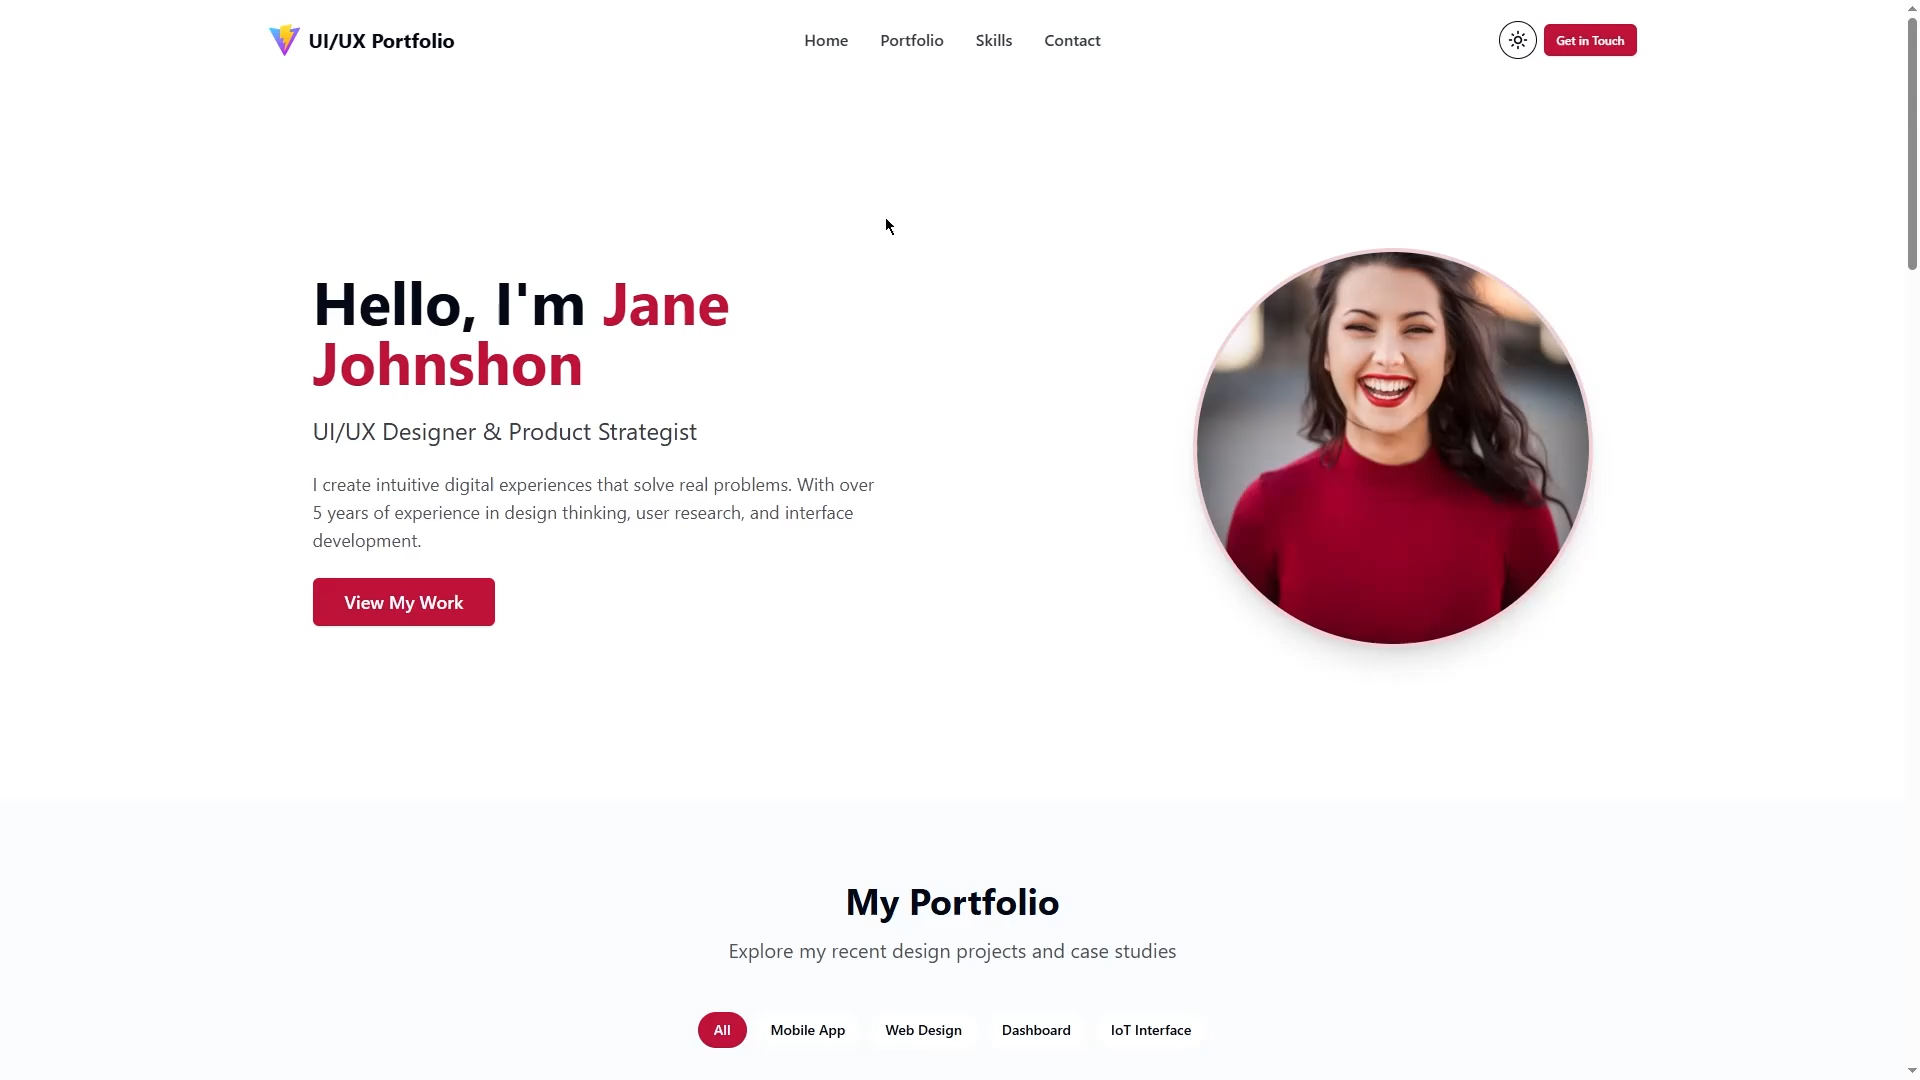 UI/UX Portfolio
Home
Portfolio
Skills
Contact
Get in Touch
Hello, I'm Jane
Johnshon
UI/UX Designer & Product Strategist
I create intuitive digital experiences that solve real problems. With over
5 years of experience in design thinking, user research, and interface
development.
View My Work
My Portfolio
Explore my recent design projects and case studies
All
Mobile App
Web Design
Dashboard
IoT Interface